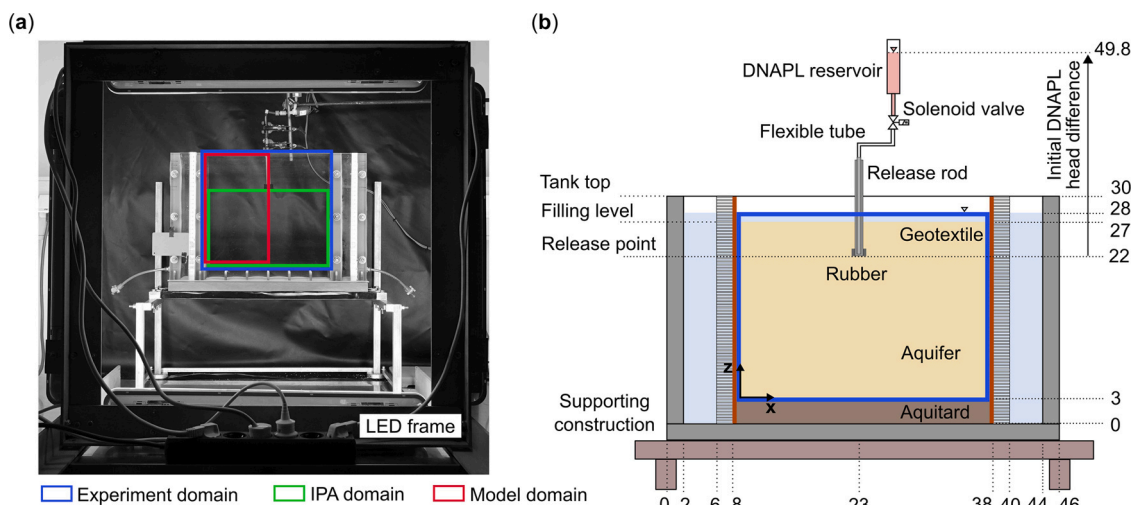 (a)
LED frame
Experiment domain
IPA domain
Model domain
(b)
DNAPL reservoir
Solenoid valve
Flexible tube
Release rod
Initial DNAPL
head difference
49.8
Tank top
30
Filling level
28
Geotextile
27
Release point
22
Rubber
Aquifer
z
x
3
Supporting
construction
Aquitard
0
0 2 6 8 23 38 40 44 46